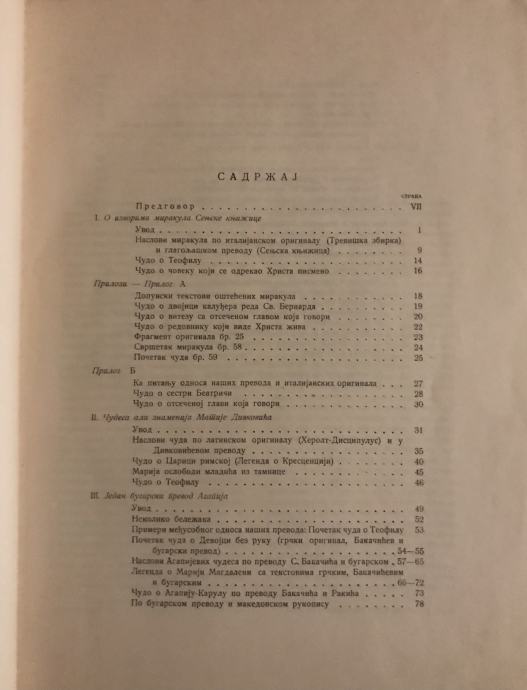 САДРЖАЈ
СТРАНА
Предговор . . . . . . . . . . . . . . . . . . . . VII
I. О изворима миракула Сењске књижице
Увод . . . . . . . . . . . . . . . . . . . . 1
Наслови миракула по италијанском оригиналу (Тревишка збирка)
и глагољашком преводу (Сењска књижица) . . . . . . . 9
Чудо о Теофилу . . . . . . . . . . . . . . . . 14
Чудо о човеку који се одрекао Христа писмено . . . . . . . 16
Прилози — Прилог А
Допунски текстови оштећених миракула . . . . . . . . . 18
Чудо о двојици калуђера реда Св. Бернарда . . . . . . . . 19
Чудо о витезу са отсеченом главом која говори . . . . . . . 20
Чудо о редовнику који виде Христа жива . . . . . . . . 22
Фрагмент оригинала бр. 25 . . . . . . . . . . . . 23
Свршетак миракула бр. 58 . . . . . . . . . . . . . 24
Почетак чуда бр. 59 . . . . . . . . . . . . . . 25
Прилог Б
Ка питању односа наших превода и италијанских оригинала . . . 27
Чудо о сестри Беатричи . . . . . . . . . . . . . 28
Чудо о отсеченој глави која говори . . . . . . . . . . 30
II. Чудеса али знаменија Матије Дивковића
Увод . . . . . . . . . . . . . . . . . . . . 31
Наслови чуда по латинском оригиналу (Херолт-Дисципулус) и у
Дивковићевом преводу . . . . . . . . . . . . . 35
Чудо о Царици римској (Легенда о Кресценцији) . . . . . . 40
Марија ослободи младића из тамнице . . . . . . . . . . 45
Чудо о Теофилу . . . . . . . . . . . . . . . . 46
III. Један бугарски превод Агапија
Увод . . . . . . . . . . . . . . . . . . . . 49
Неколико бележака . . . . . . . . . . . . . . . 52
Примери међусобног односа наших превода: Почетак чуда о Теофилу 53
Почетак чуда о Девојци без руку (грчки оригинал, Бакачићев и
бугарски превод) . . . . . . . . . . . . . . 54—55
Наслови Агапијевих чудеса по преводу С. Бакачића и бугарском . 57—65
Легенда о Марији Магдалени са текстовима грчким, Бакачићевим
и бугарским . . . . . . . . . . . . . . . . 66—72
Чудо о Агапију-Карулу по преводу Бакачића и Ракића . . . . . 73
По бугарском преводу и македонском рукопису . . . . . . . 78